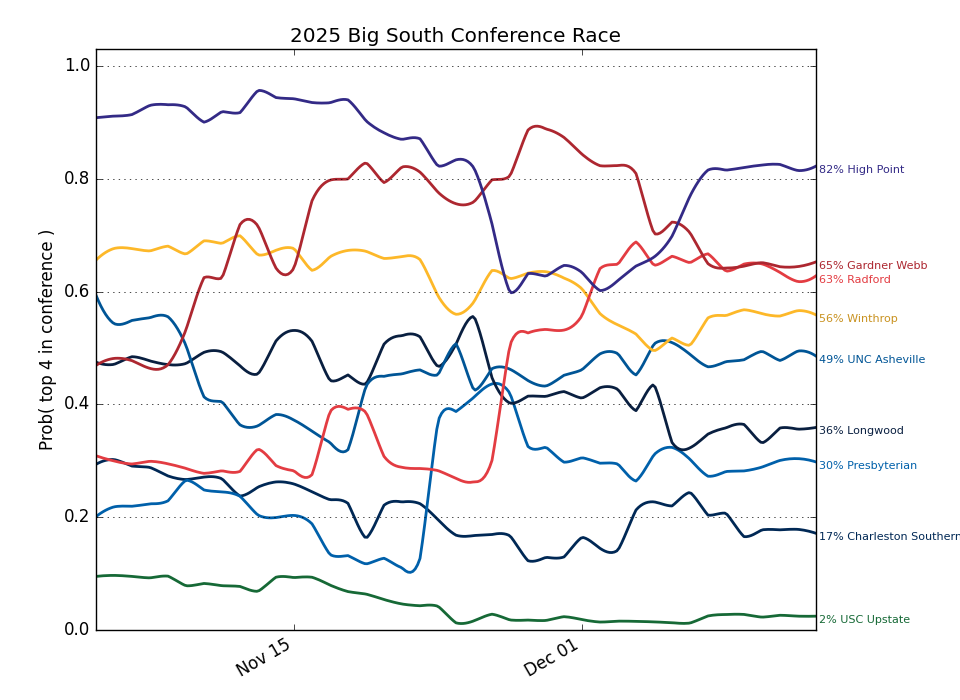 2025 Big South Conference Race
Prob( top 4 in conference )
1.0
0.8
0.6
0.4
0.2
0.0
Nov 15
Dec 01
82% High Point
65% Gardner Webb
63% Radford
56% Winthrop
49% UNC Asheville
36% Longwood
30% Presbyterian
17% Charleston Southern
2% USC Upstate